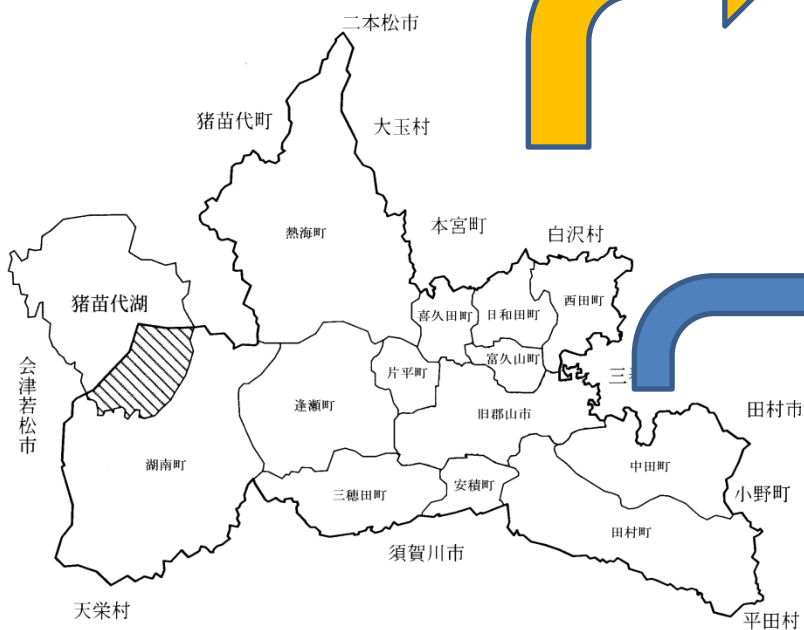 二本松市
猪苗代町
大玉村
熱海町
本宮町
白沢村
猪苗代湖
喜久田町
日和田町
西田町
富久山町
片平町
三
会津若松市
逢瀬町
旧郡山市
田村市
湖南町
中田町
三穂田町
安積町
小野町
田村町
須賀川市
天栄村
平田村